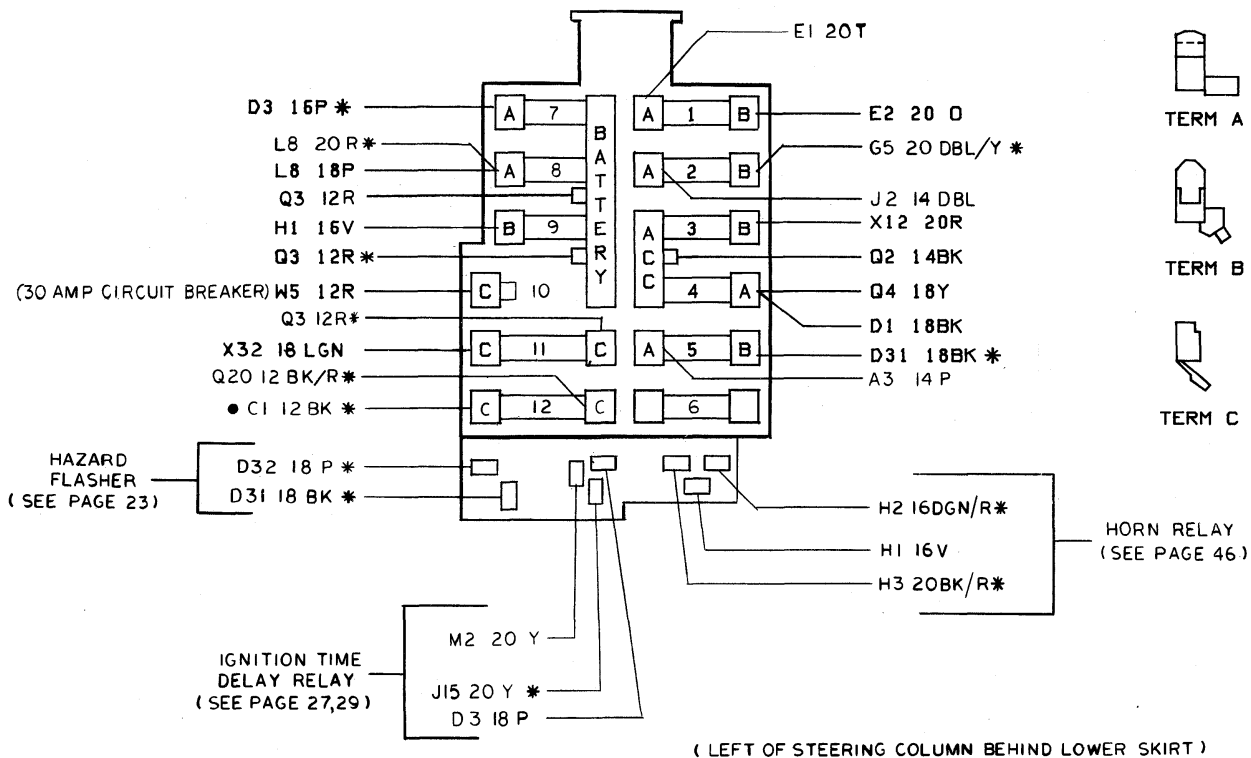 E1 20T
D3 16P *
L8 20 R*
L8 18P
Q3 12R
H1 16V
Q3 12R *
(30 AMP CIRCUIT BREAKER) W5 12R
Q3 12R*
X32 18 LGN
Q20 12 BK/R*
● C1 12 BK *
A 7
A 8
B 9
C 10
C 11 C
C 12 C
BATTERY
A 1 B
A 2 B
3 B
ACC
4 A
A 5 B
6
E2 20 O
G5 20 DBL/Y *
J2 14 DBL
X12 20R
Q2 14BK
Q4 18Y
D1 18BK
D31 18BK *
A3 14 P
TERM A
TERM B
TERM C
HAZARD
FLASHER
(SEE PAGE 23)
D32 18 P *
D31 18 BK *
H2 16DGN/R*
H1 16V
H3 20BK/R*
HORN RELAY
(SEE PAGE 46)
IGNITION TIME
DELAY RELAY
(SEE PAGE 27,29)
M2 20 Y
J15 20 Y *
D3 18 P
(LEFT OF STEERING COLUMN BEHIND LOWER SKIRT)